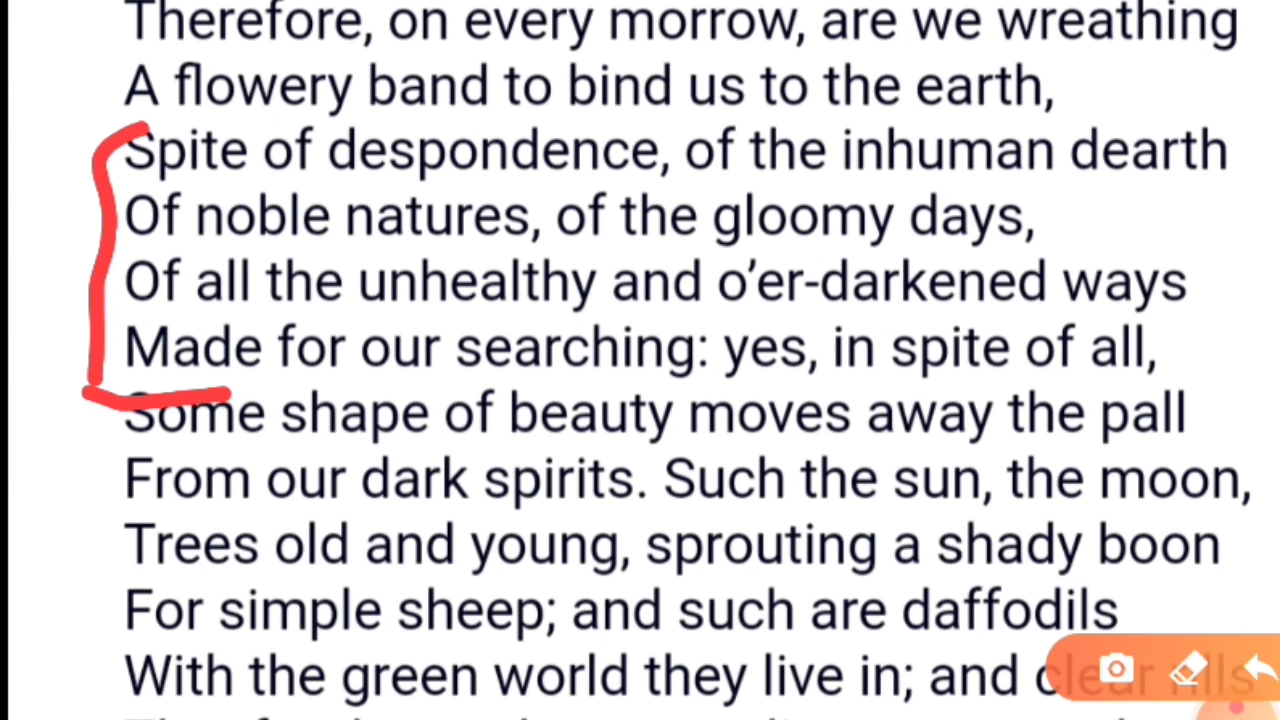 Therefore, on every morrow, are we wreathing
A flowery band to bind us to the earth,
Spite of despondence, of the inhuman dearth
Of noble natures, of the gloomy days,
Of all the unhealthy and o’er-darkened ways
Made for our searching: yes, in spite of all,
Some shape of beauty moves away the pall
From our dark spirits. Such the sun, the moon,
Trees old and young, sprouting a shady boon
For simple sheep; and such are daffodils
With the green world they live in; and clear rills